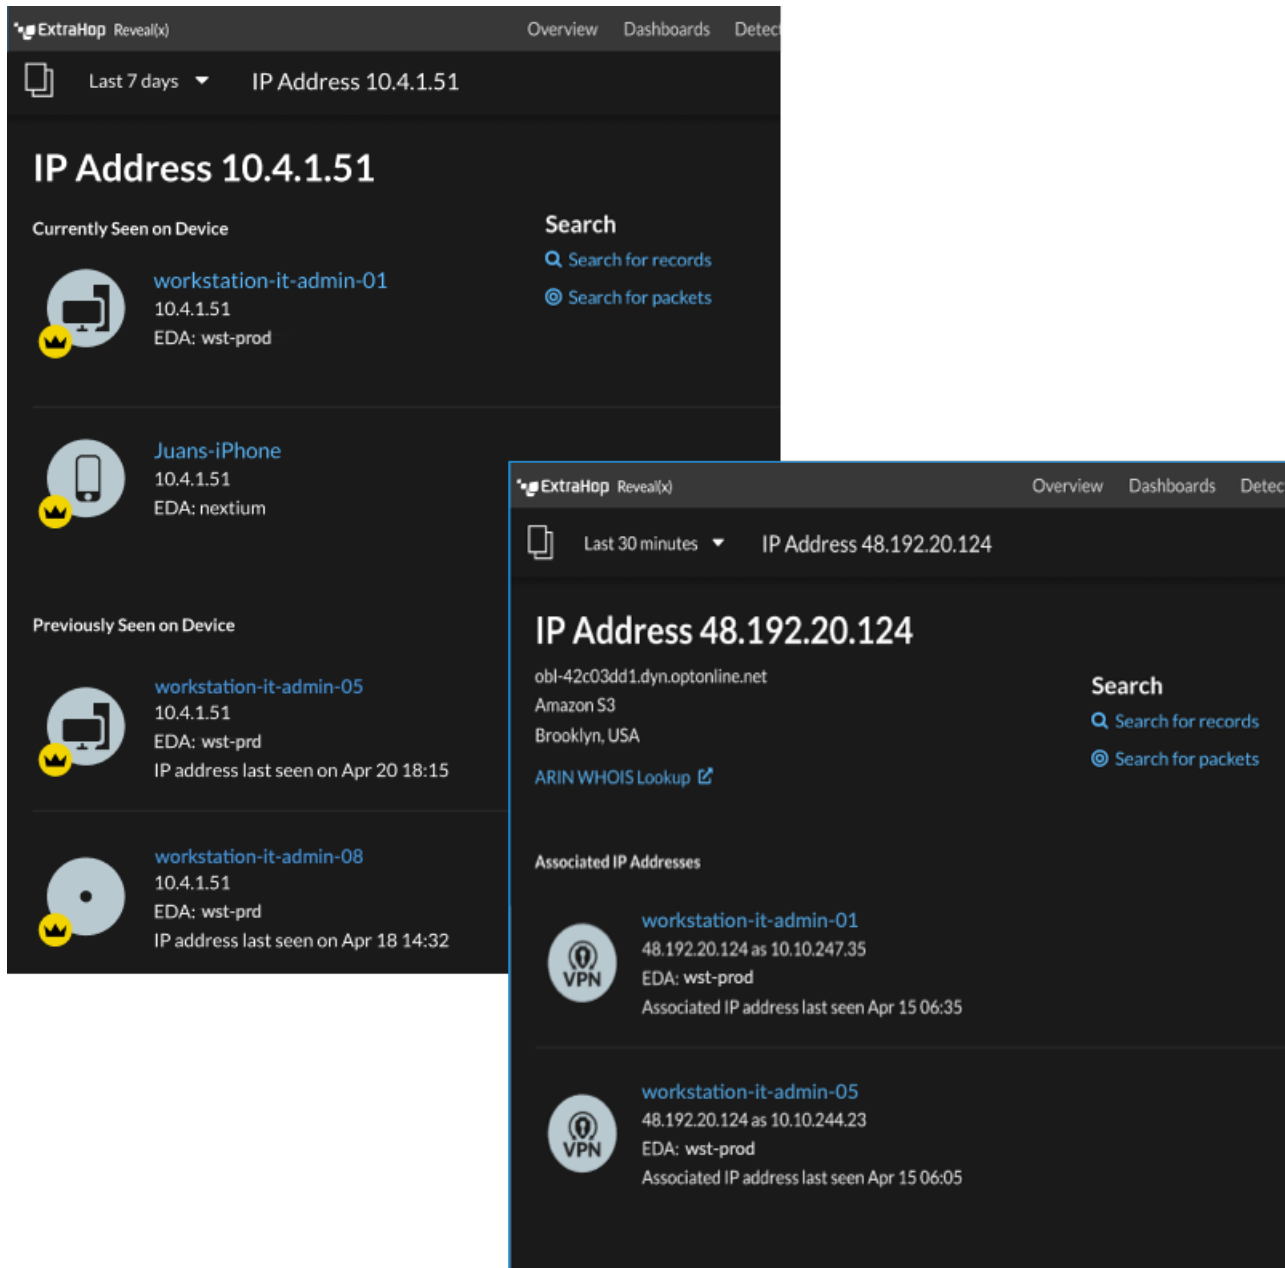 ExtraHop Reveal(x) Overview Dashboards Detec
Last 7 days IP Address 10.4.1.51
IP Address 10.4.1.51
Currently Seen on Device
workstation-it-admin-01
10.4.1.51
EDA: wst-prod
Search
Search for records
Search for packets
Juans-iPhone
10.4.1.51
EDA: nextium
Previously Seen on Device
workstation-it-admin-05
10.4.1.51
EDA: wst-prd
IP address last seen on Apr 20 18:15
workstation-it-admin-08
10.4.1.51
EDA: wst-prd
IP address last seen on Apr 18 14:32
ExtraHop Reveal(x) Overview Dashboards Detec
Last 30 minutes IP Address 48.192.20.124
IP Address 48.192.20.124
obl-42c03dd1.dyn.optonline.net
Amazon S3
Brooklyn, USA
ARIN WHOIS Lookup
Search
Search for records
Search for packets
Associated IP Addresses
VPN
workstation-it-admin-01
48.192.20.124 as 10.10.247.35
EDA: wst-prod
Associated IP address last seen Apr 15 06:35
VPN
workstation-it-admin-05
48.192.20.124 as 10.10.244.23
EDA: wst-prod
Associated IP address last seen Apr 15 06:05